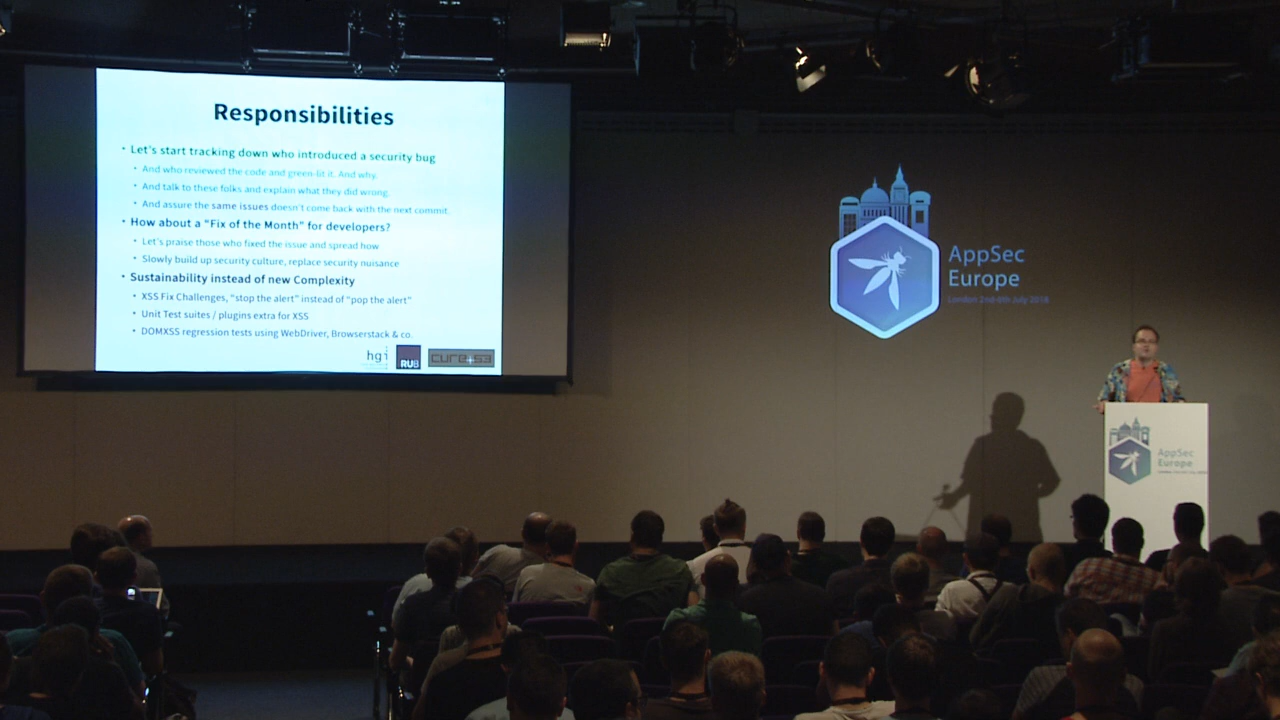 Responsibilities
• Let's start tracking down who introduced a security bug
• And who reviewed the code and green-lit it. And why.
• And talk to these folks and explain what they did wrong.
• And assure the same issues doesn't come back with the next commit.
• How about a "Fix of the Month" for developers?
• Let's praise those who fixed the issue and spread how
• Slowly build up security culture, replace security nuisance
• Sustainability instead of new Complexity
• XSS Fix Challenges, "stop the alert" instead of "pop the alert"
• Unit Test suites / plugins extra for XSS
• DOMXSS regression tests using WebDriver, Browserstack & co.
hgi
RUB
cure53
AppSec
Europe
London 2nd-6th July 2018
AppSec
Europe